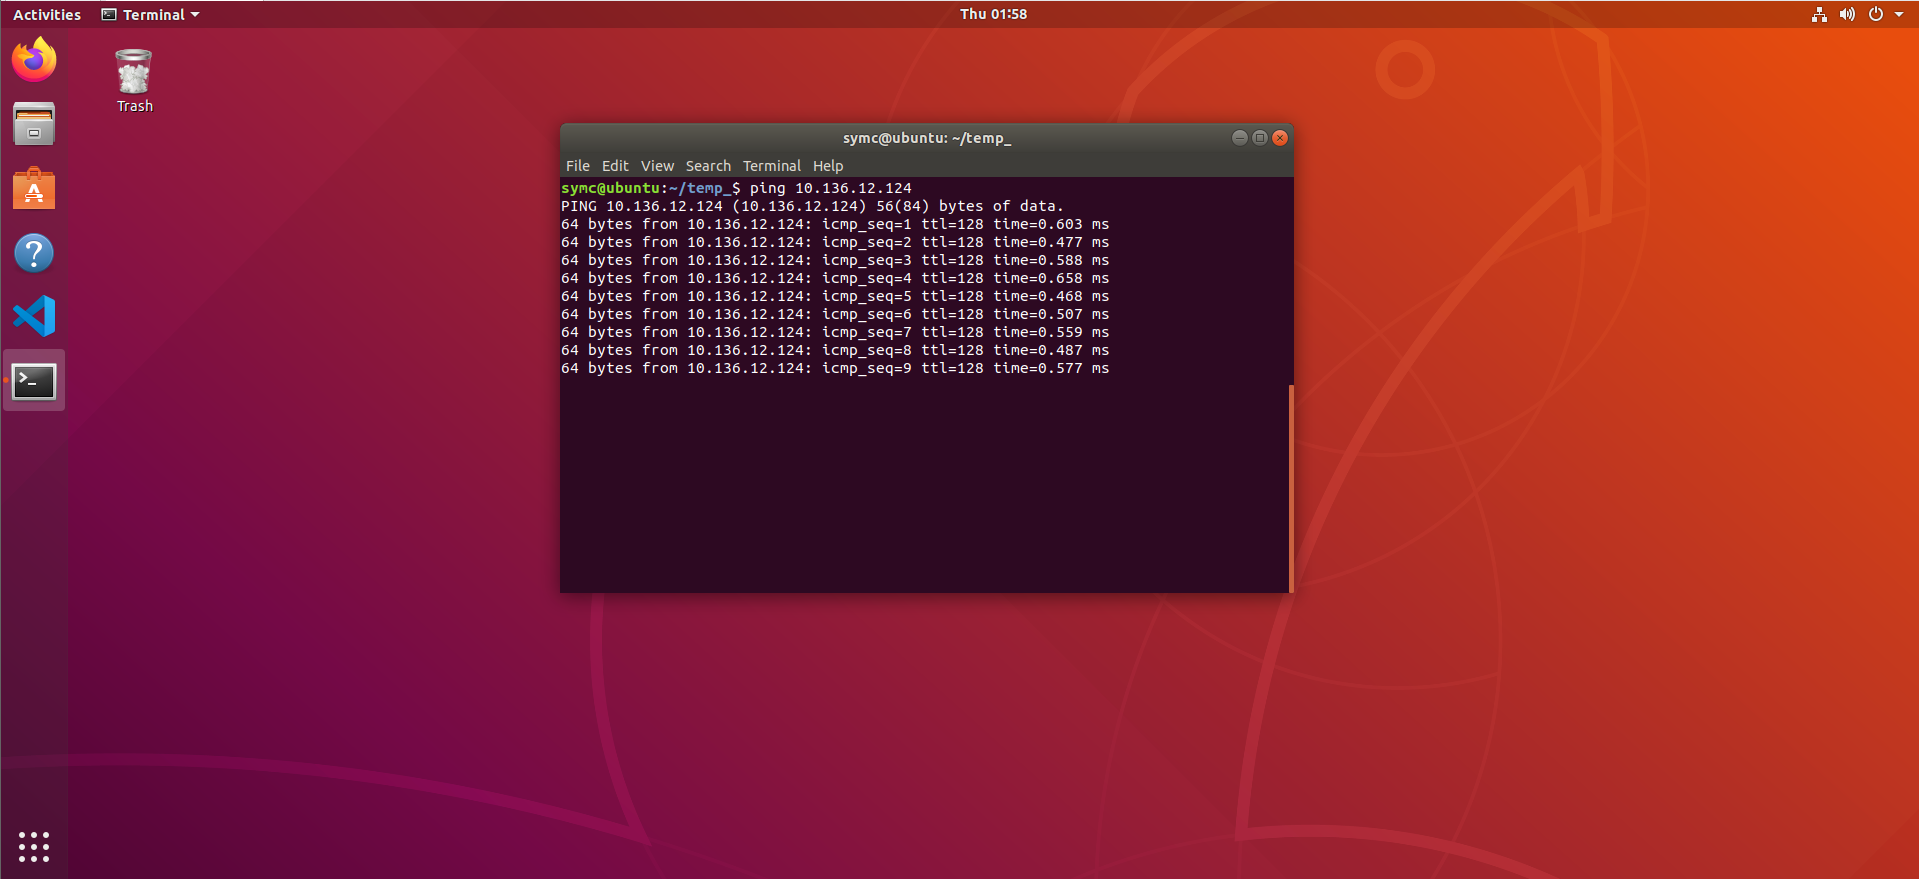 Activities Terminal Thu 01:58
Trash
symc@ubuntu: ~/temp_
File Edit View Search Terminal Help
symc@ubuntu:~/temp_$ ping 10.136.12.124
PING 10.136.12.124 (10.136.12.124) 56(84) bytes of data.
64 bytes from 10.136.12.124: icmp_seq=1 ttl=128 time=0.603 ms
64 bytes from 10.136.12.124: icmp_seq=2 ttl=128 time=0.477 ms
64 bytes from 10.136.12.124: icmp_seq=3 ttl=128 time=0.588 ms
64 bytes from 10.136.12.124: icmp_seq=4 ttl=128 time=0.658 ms
64 bytes from 10.136.12.124: icmp_seq=5 ttl=128 time=0.468 ms
64 bytes from 10.136.12.124: icmp_seq=6 ttl=128 time=0.507 ms
64 bytes from 10.136.12.124: icmp_seq=7 ttl=128 time=0.559 ms
64 bytes from 10.136.12.124: icmp_seq=8 ttl=128 time=0.487 ms
64 bytes from 10.136.12.124: icmp_seq=9 ttl=128 time=0.577 ms